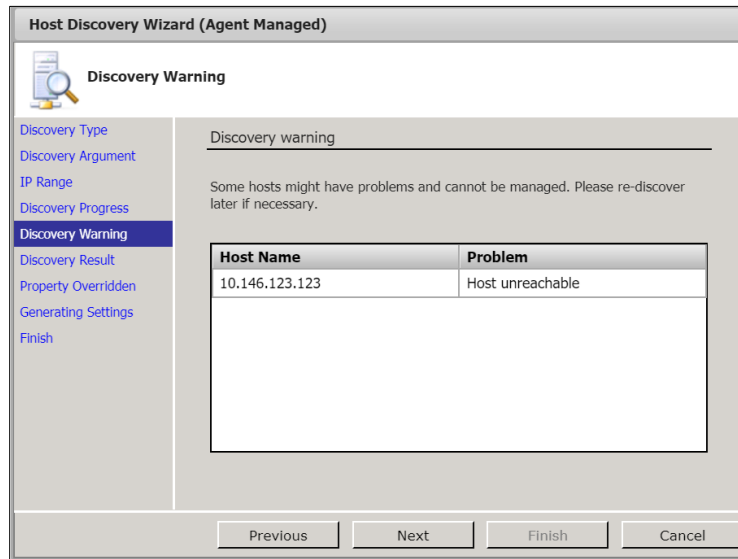 Host Discovery Wizard (Agent Managed)
Discovery Warning
Discovery Type
Discovery Argument
IP Range
Discovery Progress
Discovery Warning
Discovery Result
Property Overridden
Generating Settings
Finish
Discovery warning
Some hosts might have problems and cannot be managed. Please re-discover
later if necessary.
Host Name Problem
10.146.123.123 Host unreachable
Previous Next Finish Cancel